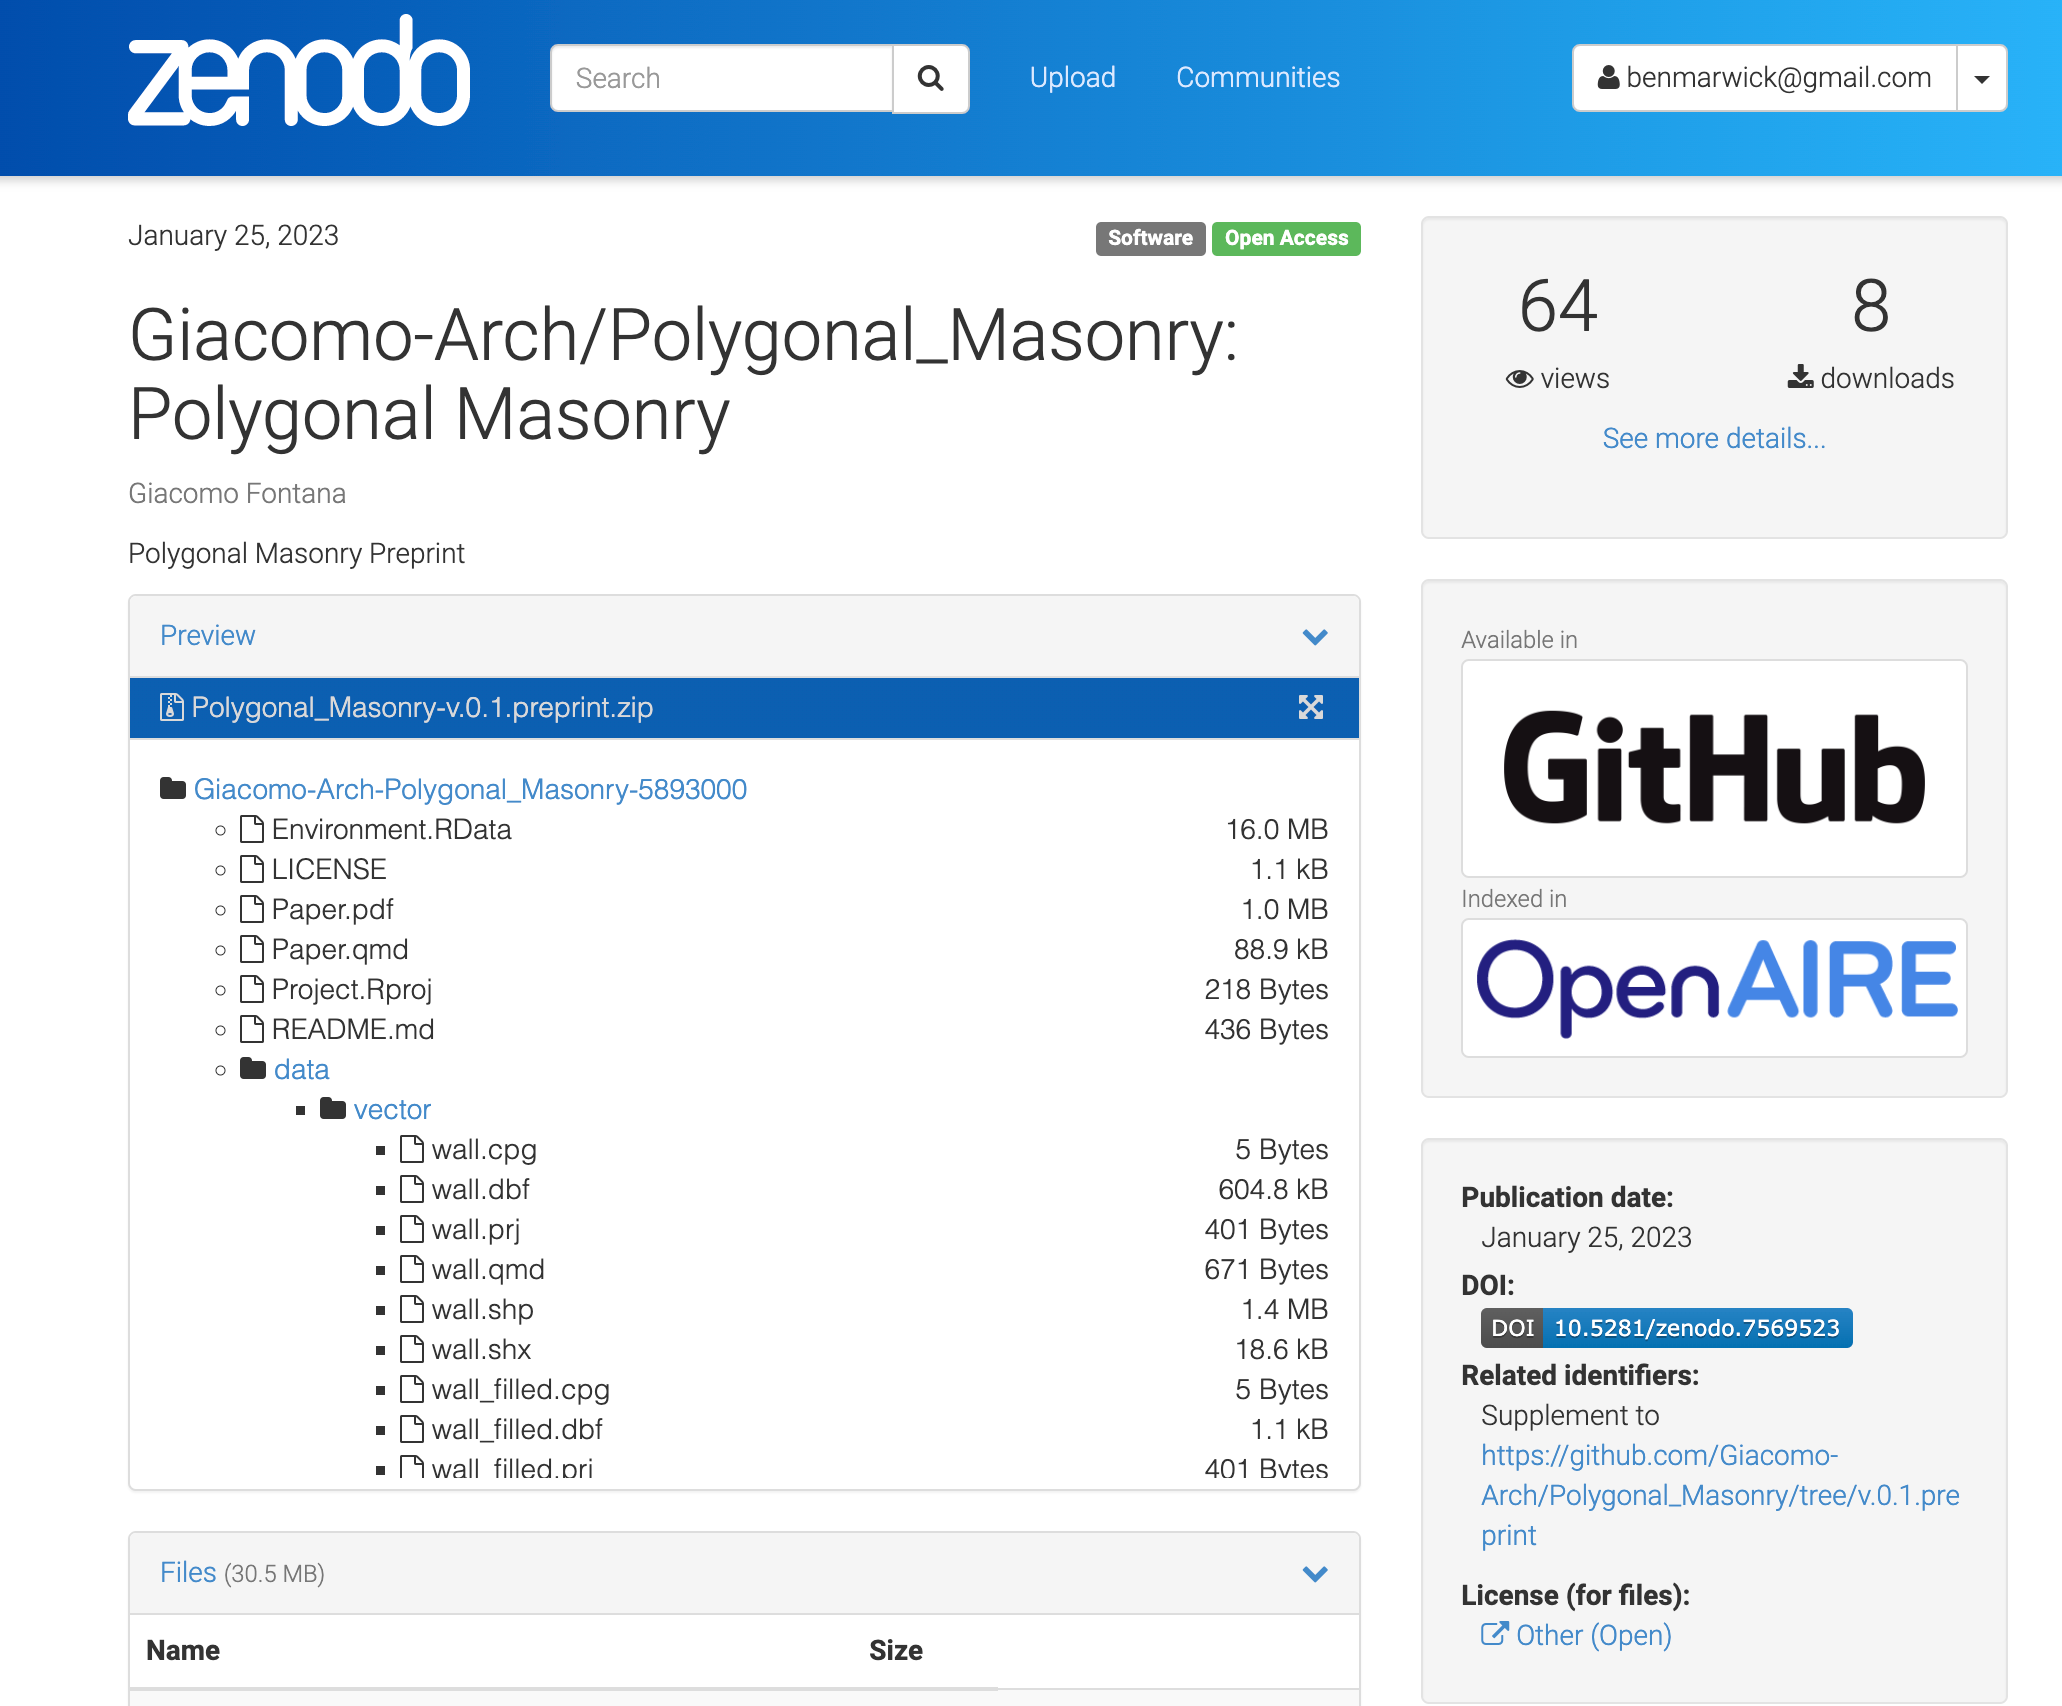 zenodo
Search
Upload
Communities
benmarwick@gmail.com
January 25, 2023
Software
Open Access
Giacomo-Arch/Polygonal_Masonry:
Polygonal Masonry
Giacomo Fontana
Polygonal Masonry Preprint
Preview
Polygonal_Masonry-v.0.1.preprint.zip
Giacomo-Arch-Polygonal_Masonry-5893000
Environment.RData 16.0 MB
LICENSE 1.1 kB
Paper.pdf 1.0 MB
Paper.qmd 88.9 kB
Project.Rproj 218 Bytes
README.md 436 Bytes
data
vector
wall.cpg 5 Bytes
wall.dbf 604.8 kB
wall.prj 401 Bytes
wall.qmd 671 Bytes
wall.shp 1.4 MB
wall.shx 18.6 kB
wall_filled.cpg 5 Bytes
wall_filled.dbf 1.1 kB
wall_filled.prj 401 Bytes
Files (30.5 MB)
Name Size
64 8
views downloads
See more details...
Available in
GitHub
Indexed in
OpenAIRE
Publication date:
January 25, 2023
DOI:
DOI 10.5281/zenodo.7569523
Related identifiers:
Supplement to
https://github.com/Giacomo-
Arch/Polygonal_Masonry/tree/v.0.1.pre
print
License (for files):
Other (Open)